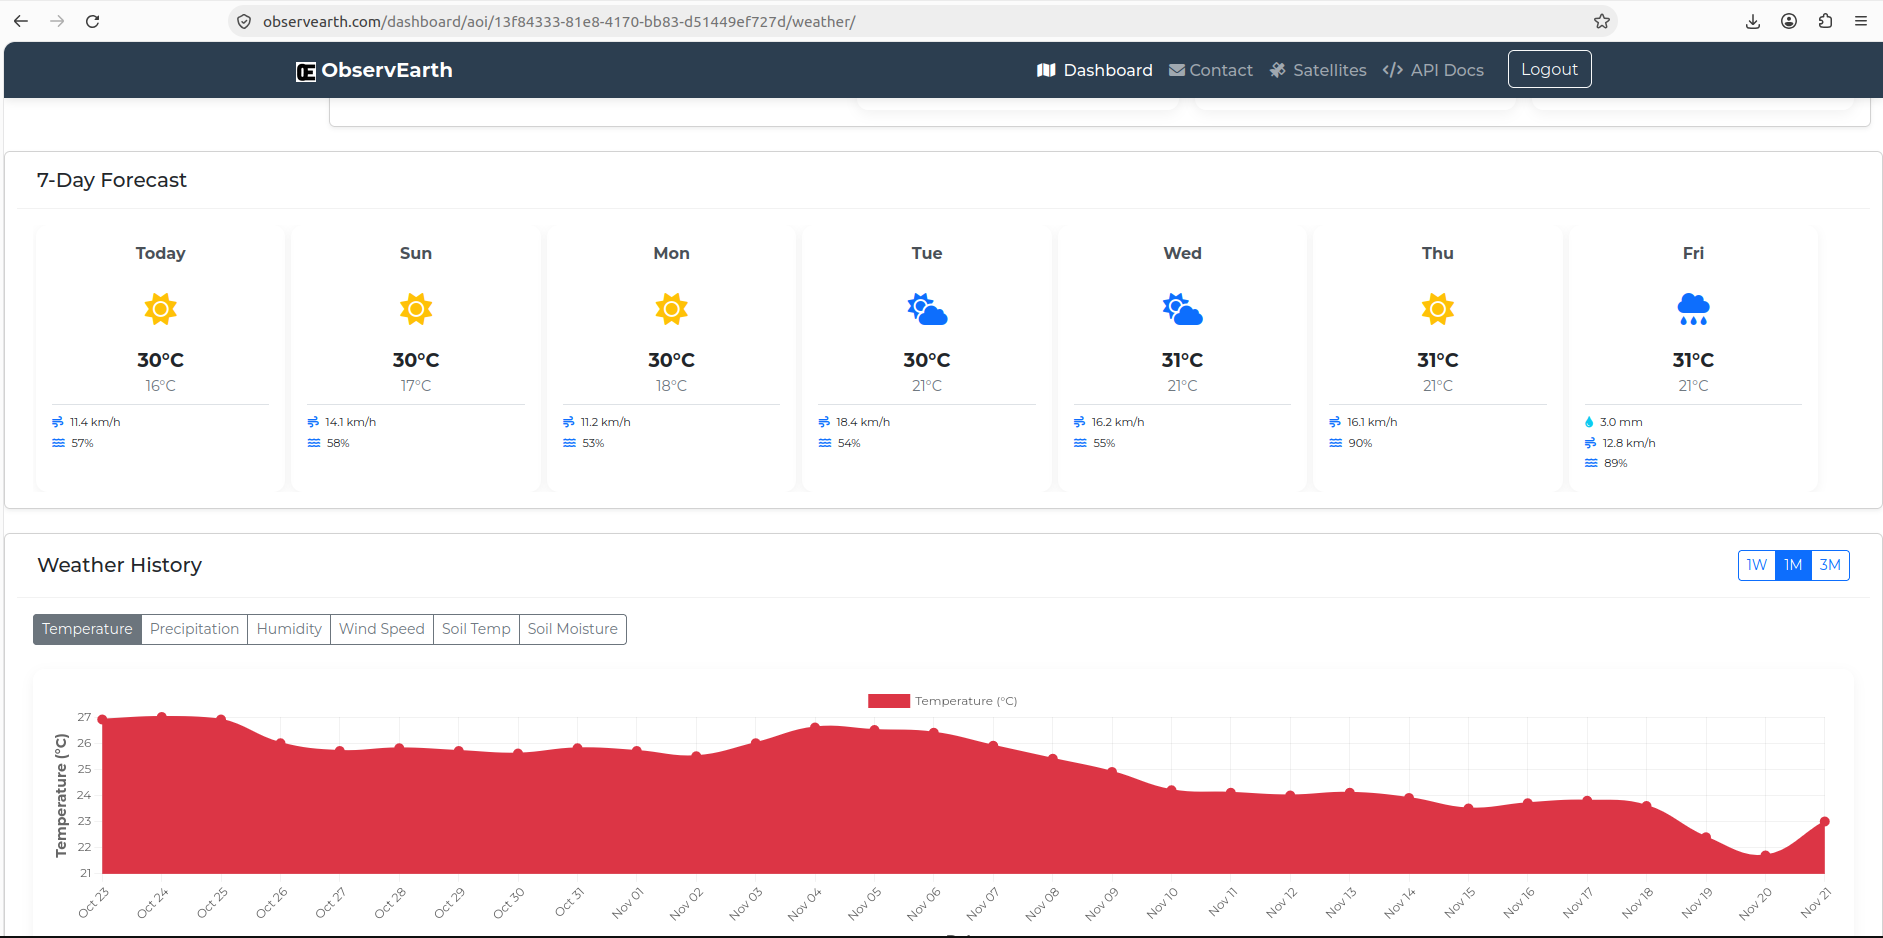 observearth.com/dashboard/aoi/13f84333-81e8-4170-bb83-d51449ef727d/weather/
ObservEarth
Dashboard Contact Satellites API Docs Logout
7-Day Forecast
Today Sun Mon Tue Wed Thu Fri
30°C 30°C 30°C 30°C 31°C 31°C 31°C
16°C 17°C 18°C 21°C 21°C 21°C 21°C
11.4 km/h 14.1 km/h 11.2 km/h 18.4 km/h 16.2 km/h 16.1 km/h 3.0 mm
57% 58% 53% 54% 55% 90% 12.8 km/h
89%
Weather History
1W 1M 3M
Temperature Precipitation Humidity Wind Speed Soil Temp Soil Moisture
Temperature (°C)
Temperature (°C)
27
26
25
24
23
22
21
Oct 23 Oct 24 Oct 25 Oct 26 Oct 27 Oct 28 Oct 29 Oct 30 Oct 31 Nov 01 Nov 02 Nov 03 Nov 04 Nov 05 Nov 06 Nov 07 Nov 08 Nov 09 Nov 10 Nov 11 Nov 12 Nov 13 Nov 14 Nov 15 Nov 16 Nov 17 Nov 18 Nov 19 Nov 20 Nov 21